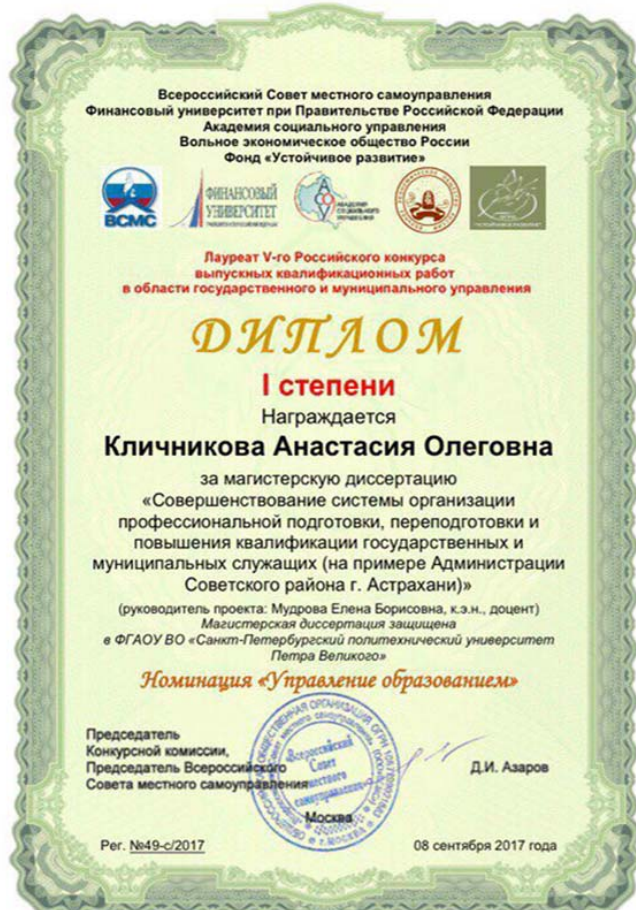 Всероссийский Совет местного самоуправления
Финансовый университет при Правительстве Российской Федерации
Академия социального управления
Вольное экономическое общество России
Фонд «Устойчивое развитие»
ВСМС
ФИНАНСОВЫЙ
УНИВЕРСИТЕТ
АКАДЕМИЯ
СОЦИАЛЬНОГО
УПРАВЛЕНИЯ
Лауреат V-го Российского конкурса
выпускных квалификационных работ
в области государственного и муниципального управления
ДИПЛОМ
I степени
Награждается
Кличникова Анастасия Олеговна
за магистерскую диссертацию
«Совершенствование системы организации
профессиональной подготовки, переподготовки и
повышения квалификации государственных и
муниципальных служащих (на примере Администрации
Советского района г. Астрахани)»
(руководитель проекта: Мудрова Елена Борисовна, к.э.н., доцент)
Магистерская диссертация защищена
в ФГАОУ ВО «Санкт-Петербургский политехнический университет
Петра Великого»
Номинация «Управление образованием»
Председатель
Конкурсной комиссии,
Председатель Всероссийского
Совета местного самоуправления
Д.И. Азаров
Всероссийский
Совет
местного
самоуправления
Москва
Рег. №49-с/2017
08 сентября 2017 года